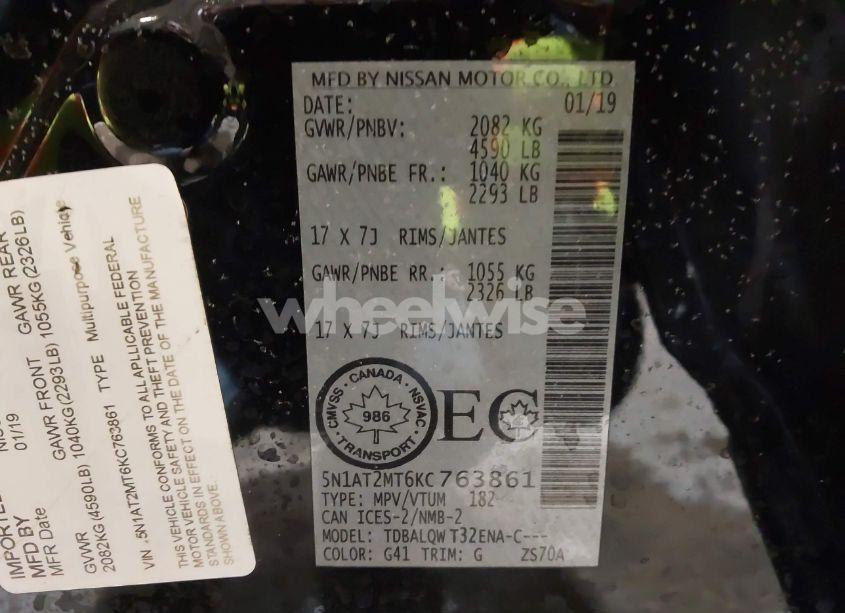 MFD BY NISSAN MOTOR CO., LTD.
DATE: 01/19
GVWR/PNBV: 2082 KG
4590 LB
GAWR/PNBE FR.: 1040 KG
2293 LB
17 X 7J RIMS/JANTES
GAWR/PNBE RR.: 1055 KG
2326 LB
17 X 7J RIMS/JANTES
CMVSS · CANADA · NSVAC
986
TRANSPORT
EC
5N1AT2MT6KC763861
TYPE: MPV/VTUM 182
CAN ICES-2/NMB-2
MODEL: TDBALQW T32ENA-C---
COLOR: G41 TRIM: G ZS70A
wheelwise
MFD BY
MFR Date 01/19
GAWR FRONT GAWR REAR
GVWR
2082KG (4590LB) 1040KG(2293LB) 1055KG(2326LB)
VIN :5N1AT2MT6KC763861 TYPE Multipurpose Vehicle
THIS VEHICLE CONFORMS TO ALL APLLICABLE FEDERAL
MOTOR VEHICLE SAFETY AND THEFT PREVENTION
STANDARDS IN EFFECT ON THE DATE OF THE MANUFACTURE
SHOWN ABOVE.